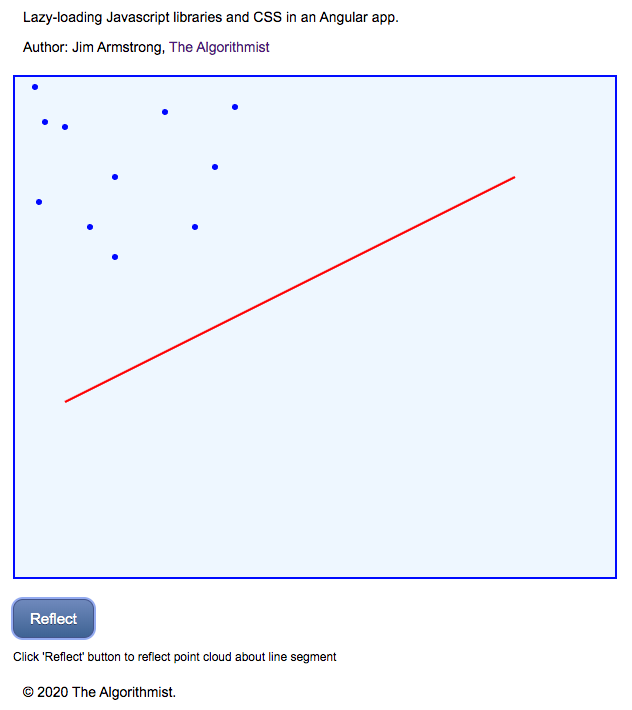 Lazy-loading Javascript libraries and CSS in an Angular app.
Author: Jim Armstrong, The Algorithmist
Reflect
Click 'Reflect' button to reflect point cloud about line segment
© 2020 The Algorithmist.